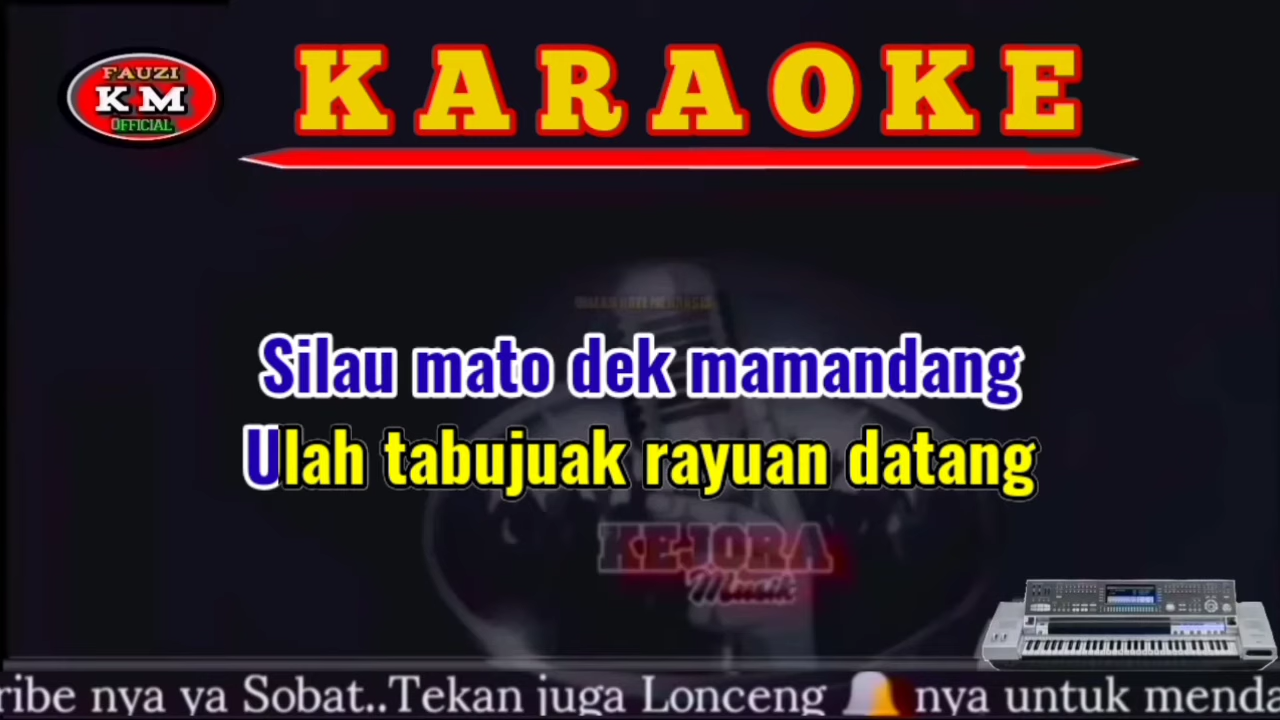 FAUZI
KM
OFFICIAL
KARAOKE
Silau mato dek mamandang
Ulah tabujuak rayuan datang
KEJORA
Musik
ribe nya ya Sobat..Tekan juga Lonceng 🔔 nya untuk menda